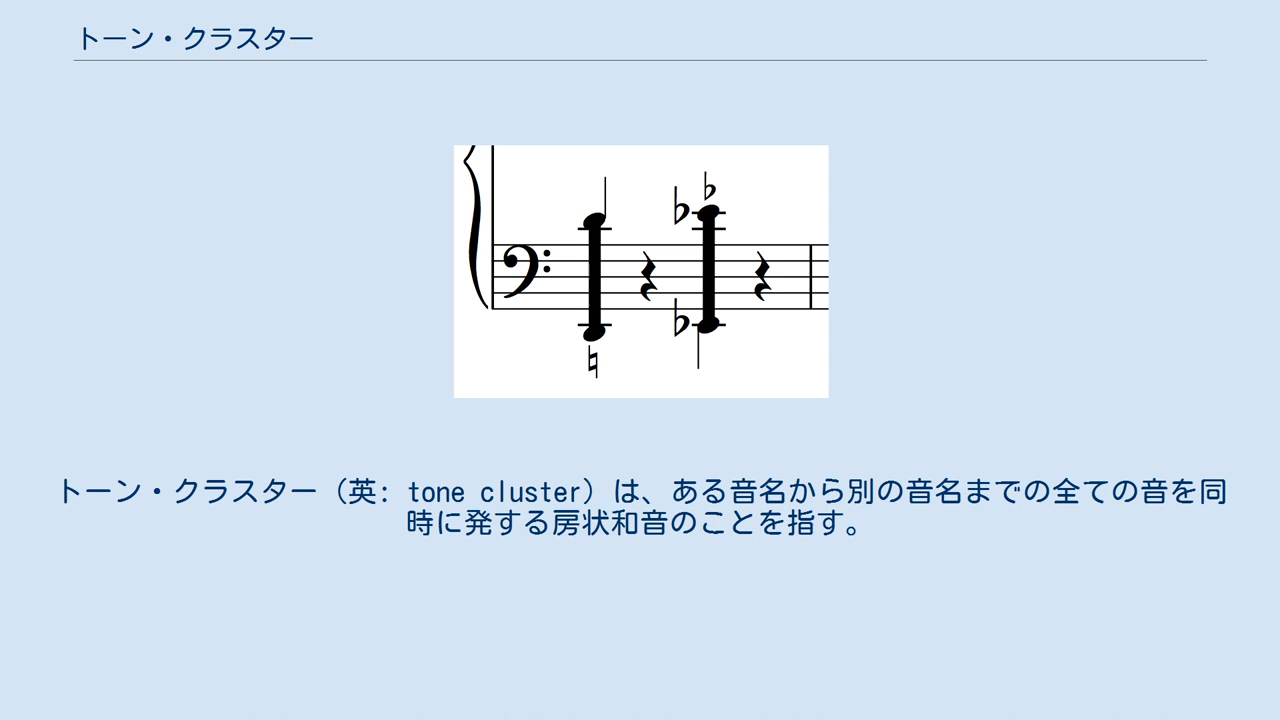 トーン・クラスター
トーン・クラスター（英: tone cluster）は、ある音名から別の音名までの全ての音を同
時に発する房状和音のことを指す。